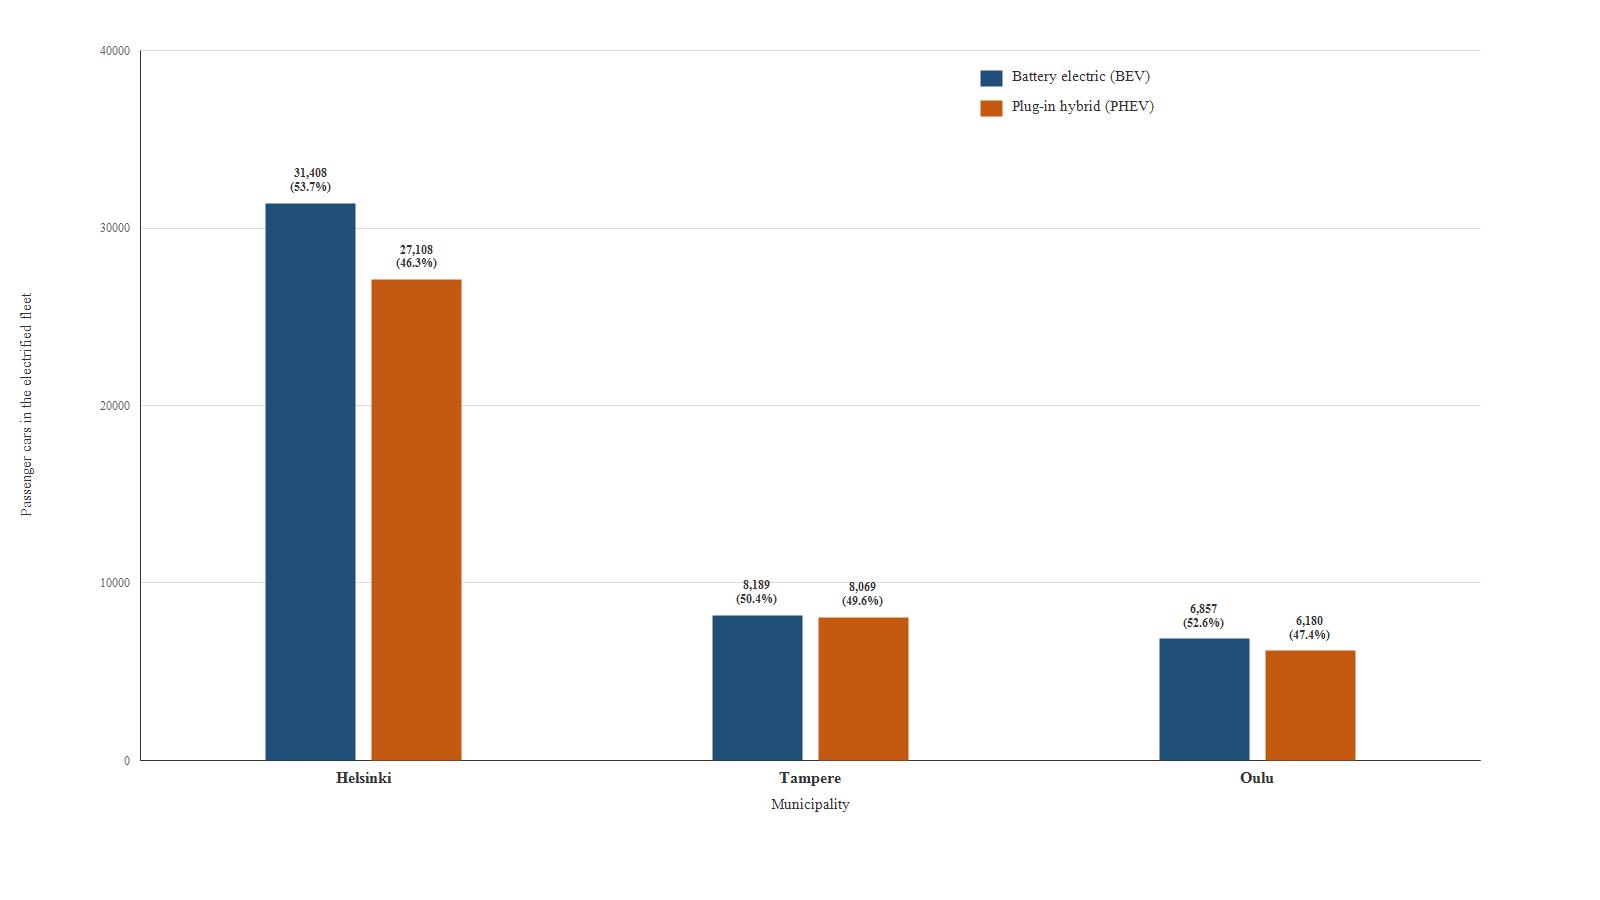 Battery electric (BEV)
Plug-in hybrid (PHEV)
Passenger cars in the electrified fleet
40000
30000
20000
10000
0
31,408
(53.7%)
27,108
(46.3%)
8,189
(50.4%)
8,069
(49.6%)
6,857
(52.6%)
6,180
(47.4%)
Helsinki
Tampere
Oulu
Municipality